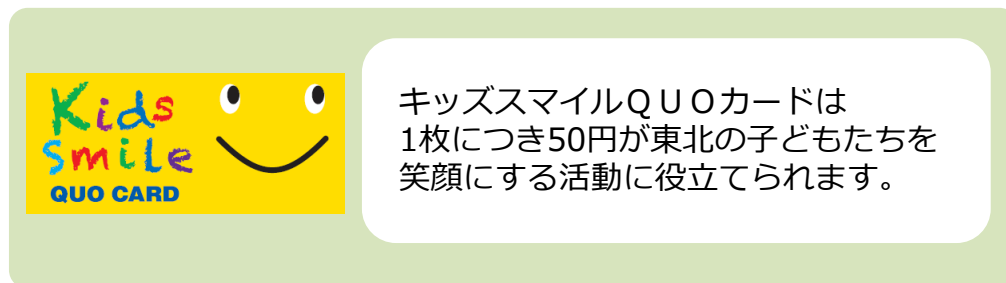 Kids
Smile
QUO CARD
キッズスマイルＱＵＯカードは
1枚につき50円が東北の子どもたちを
笑顔にする活動に役立てられます。